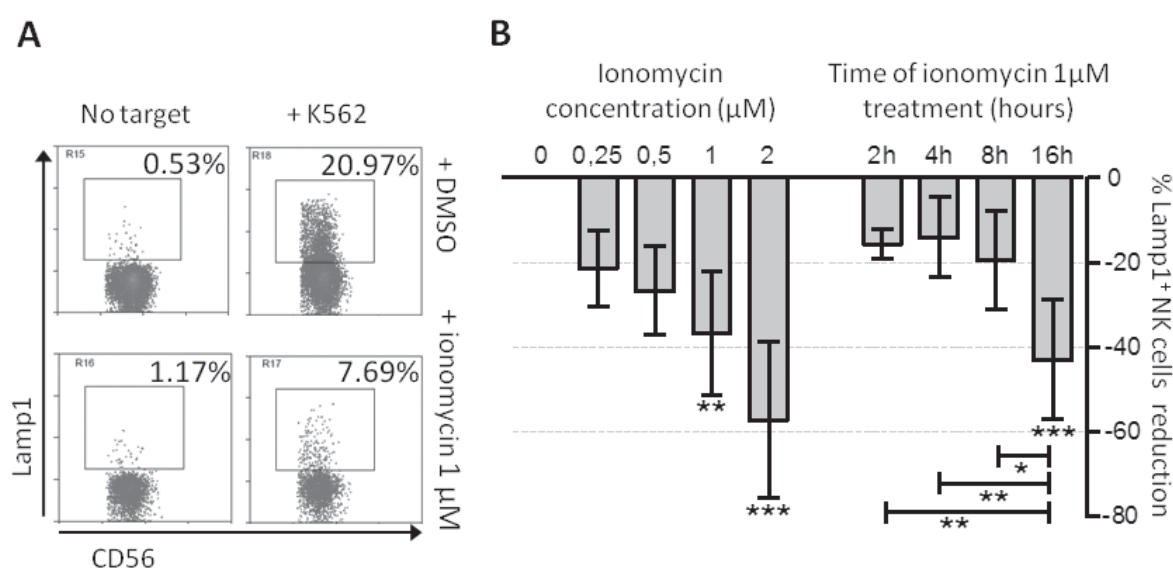 A
No target
+ K562
R15
0.53%
R18
20.97%
+ DMSO
R16
1.17%
R17
7.69%
+ ionomycin 1 µM
Lamp1
CD56
B
Ionomycin
concentration (µM)
Time of ionomycin 1µM
treatment (hours)
0 0,25 0,5 1 2
2h 4h 8h 16h
0
-20
-40
-60
-80
% Lamp1⁺ NK cells reduction
**
***
***
*
**
**